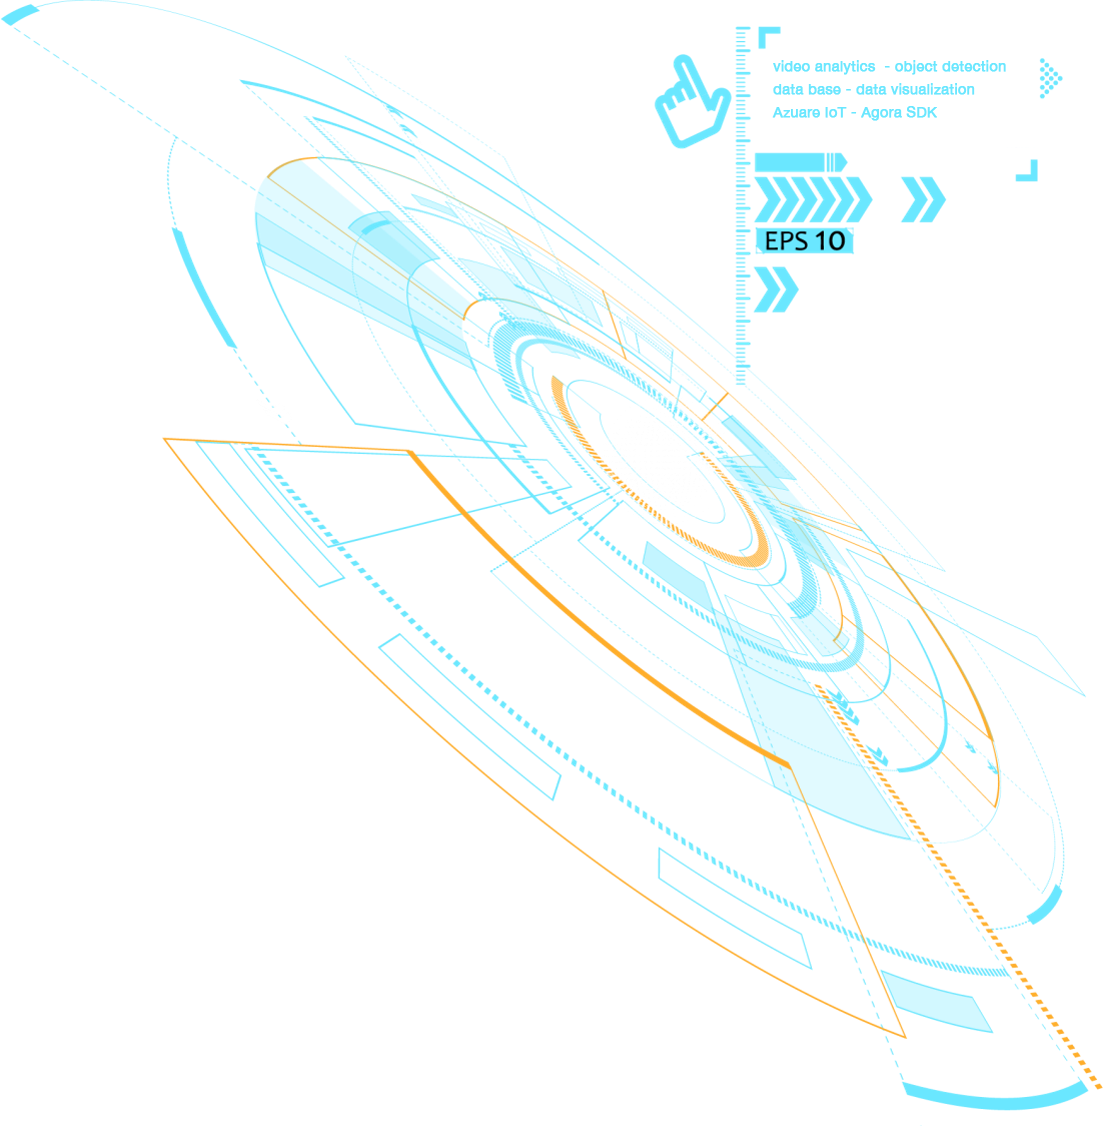 video analytics - object detection
data base - data visualization
Azuare IoT - Agora SDK
EPS 10